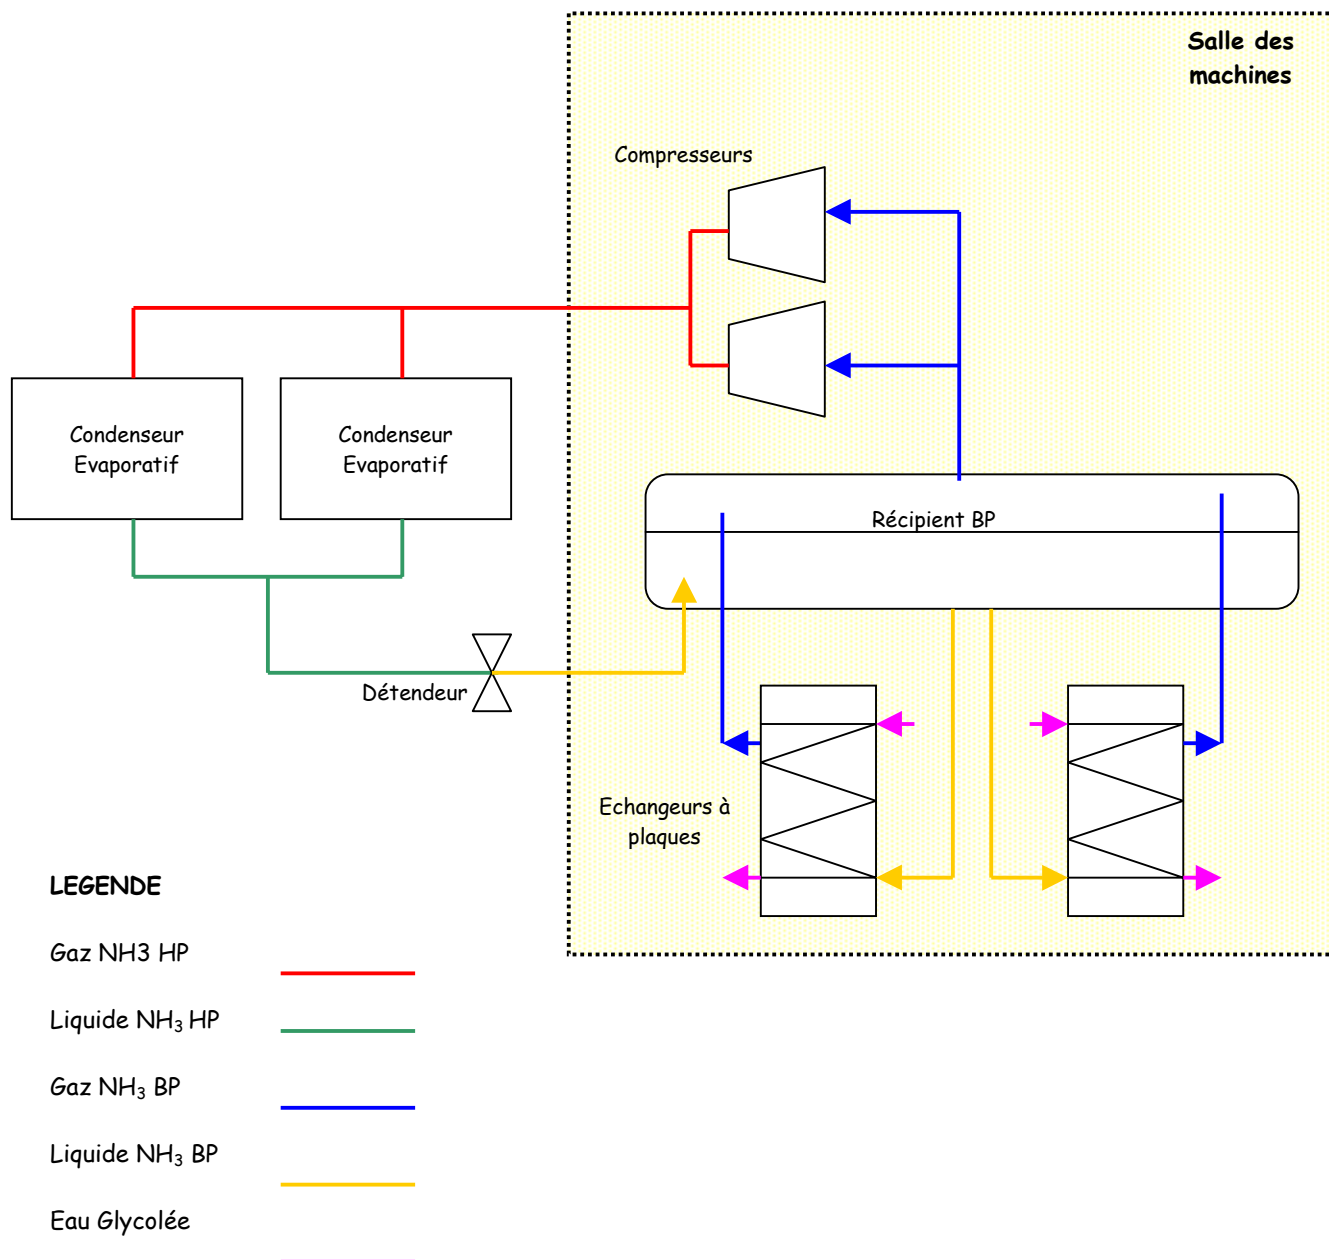 Salle des
machines
Compresseurs
Condenseur
Evaporatif
Condenseur
Evaporatif
Récipient BP
Détendeur
Echangeurs à
plaques
LEGENDE
Gaz NH3 HP
Liquide NH₃ HP
Gaz NH₃ BP
Liquide NH₃ BP
Eau Glycolée